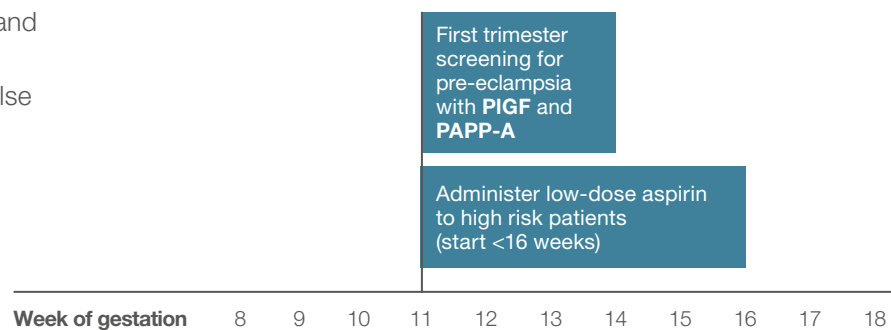 and
First trimester
screening for
pre-eclampsia
with PlGF and
PAPP-A
Administer low-dose aspirin
to high risk patients
(start <16 weeks)
Week of gestation 8 9 10 11 12 13 14 15 16 17 18